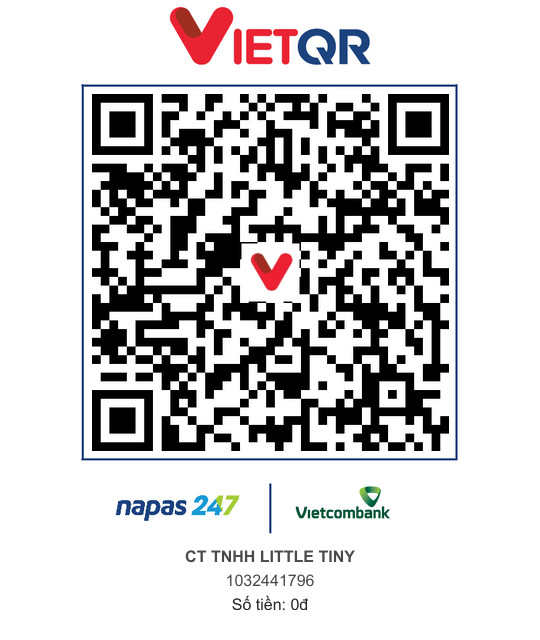 VIETQR
napas 247
Vietcombank
CT TNHH LITTLE TINY
1032441796
Số tiền: 0đ